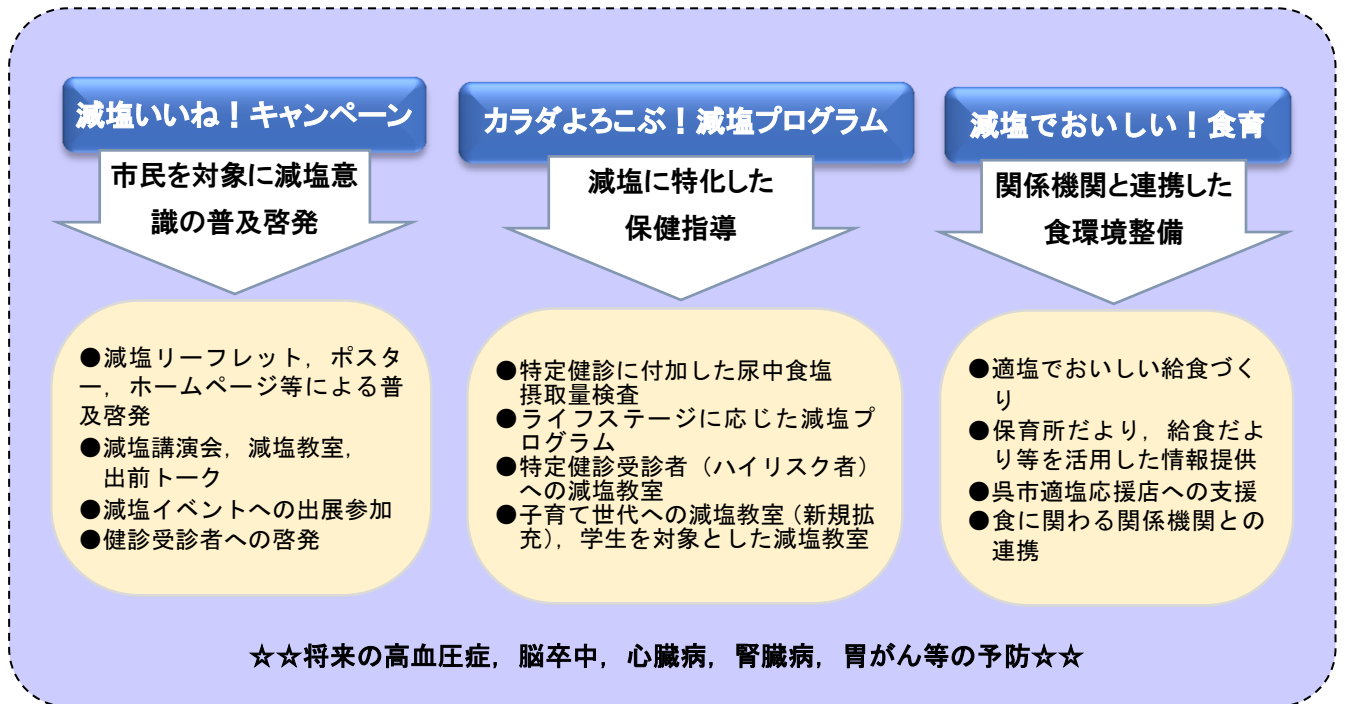 減塩いいね！キャンペーン
市民を対象に減塩意
識の普及啓発
●減塩リーフレット，ポスタ
ー，ホームページ等による普
及啓発
●減塩講演会，減塩教室，
出前トーク
●減塩イベントへの出展参加
●健診受診者への啓発
カラダよろこぶ！減塩プログラム
減塩に特化した
保健指導
●特定健診に付加した尿中食塩
摂取量検査
●ライフステージに応じた減塩プ
ログラム
●特定健診受診者（ハイリスク者）
への減塩教室
●子育て世代への減塩教室（新規拡
充），学生を対象とした減塩教室
減塩でおいしい！食育
関係機関と連携した
食環境整備
●適塩でおいしい給食づく
り
●保育所だより，給食だよ
り等を活用した情報提供
●呉市適塩応援店への支援
●食に関わる関係機関との
連携
☆☆将来の高血圧症，脳卒中，心臓病，腎臓病，胃がん等の予防☆☆